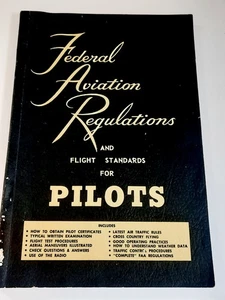 Federal
Aviation
Regulations
AND
FLIGHT STANDARDS
FOR
PILOTS
INCLUDES
• HOW TO OBTAIN PILOT CERTIFICATES
• TYPICAL WRITTEN EXAMINATION
• FLIGHT TEST PROCEDURES
• AERIAL MANEUVERS ILLUSTRATED
• CHECK QUESTIONS & ANSWERS
• USE OF THE RADIO
• LATEST AIR TRAFFIC RULES
• CROSS COUNTRY FLYING
• GOOD OPERATING PRACTICES
• HOW TO UNDERSTAND WEATHER DATA
• TRAFFIC CONTROL PROCEDURES
• "COMPLETE" FAA REGULATIONS